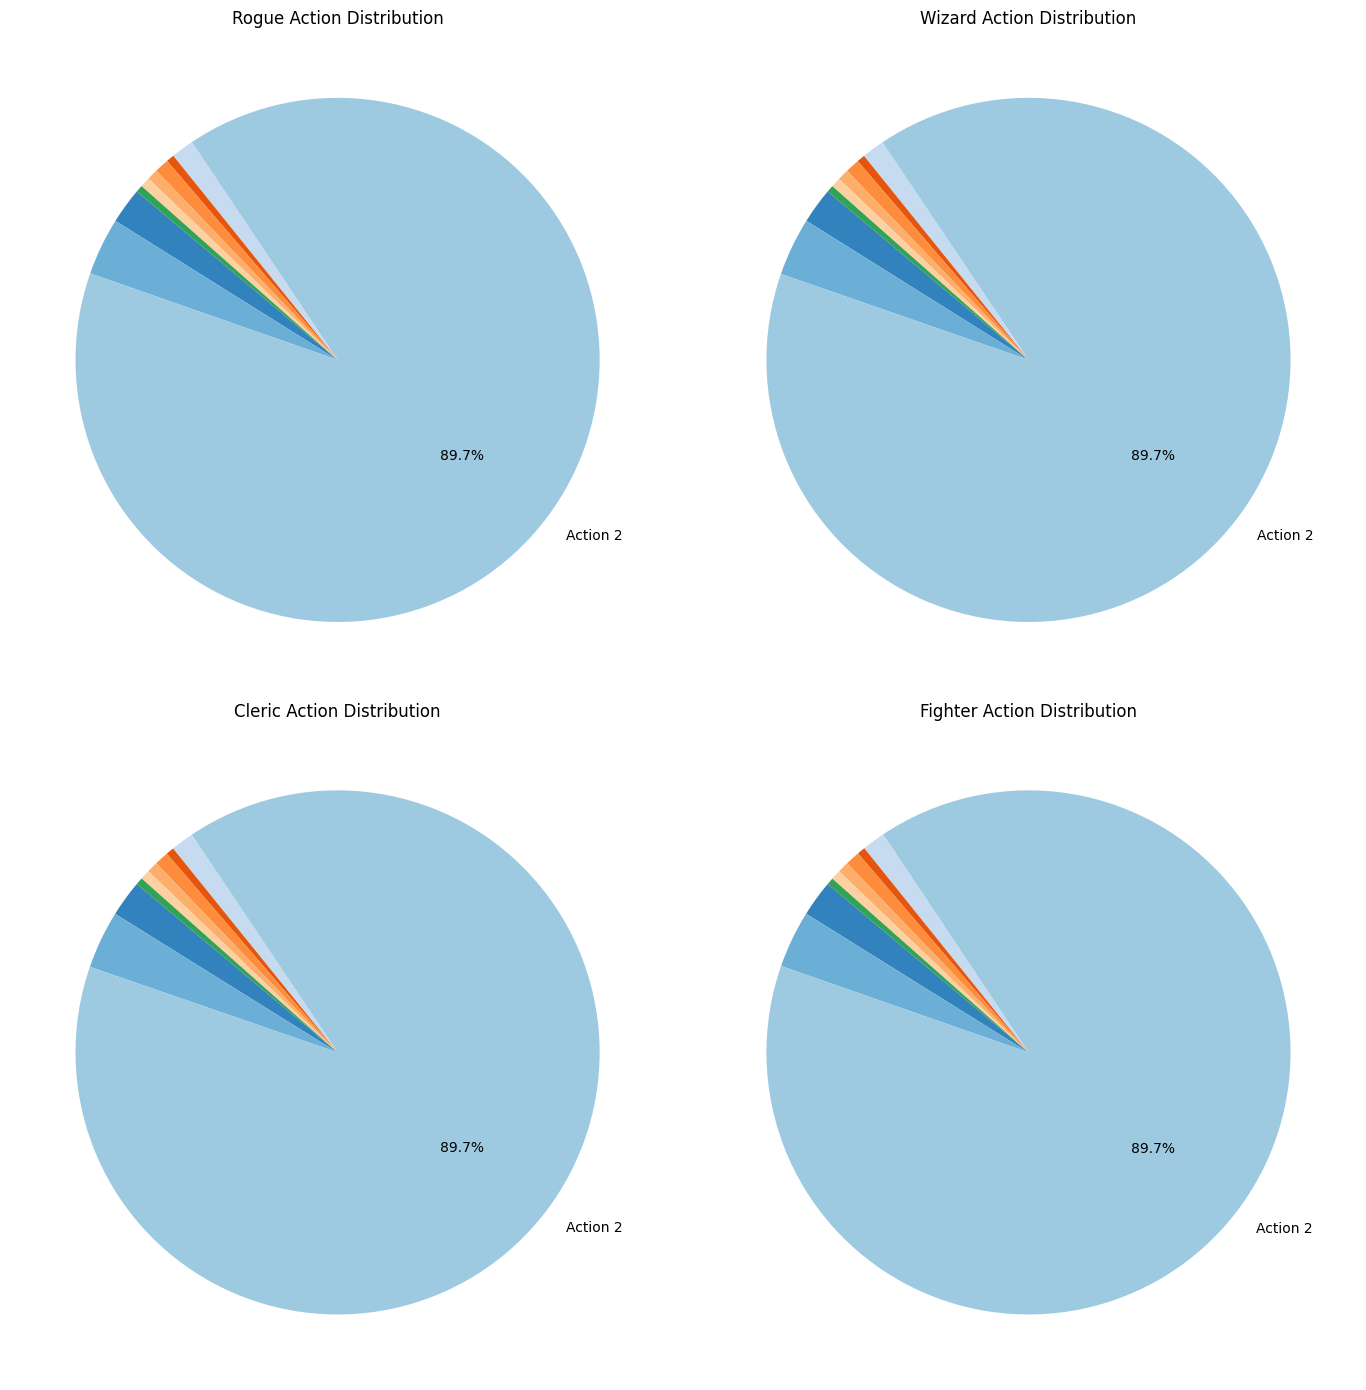 Rogue Action Distribution
89.7%
Action 2
Wizard Action Distribution
89.7%
Action 2
Cleric Action Distribution
89.7%
Action 2
Fighter Action Distribution
89.7%
Action 2